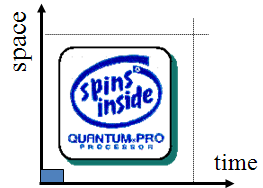 space
spins
inside
QUANTUM PRO
PROCESSOR
time